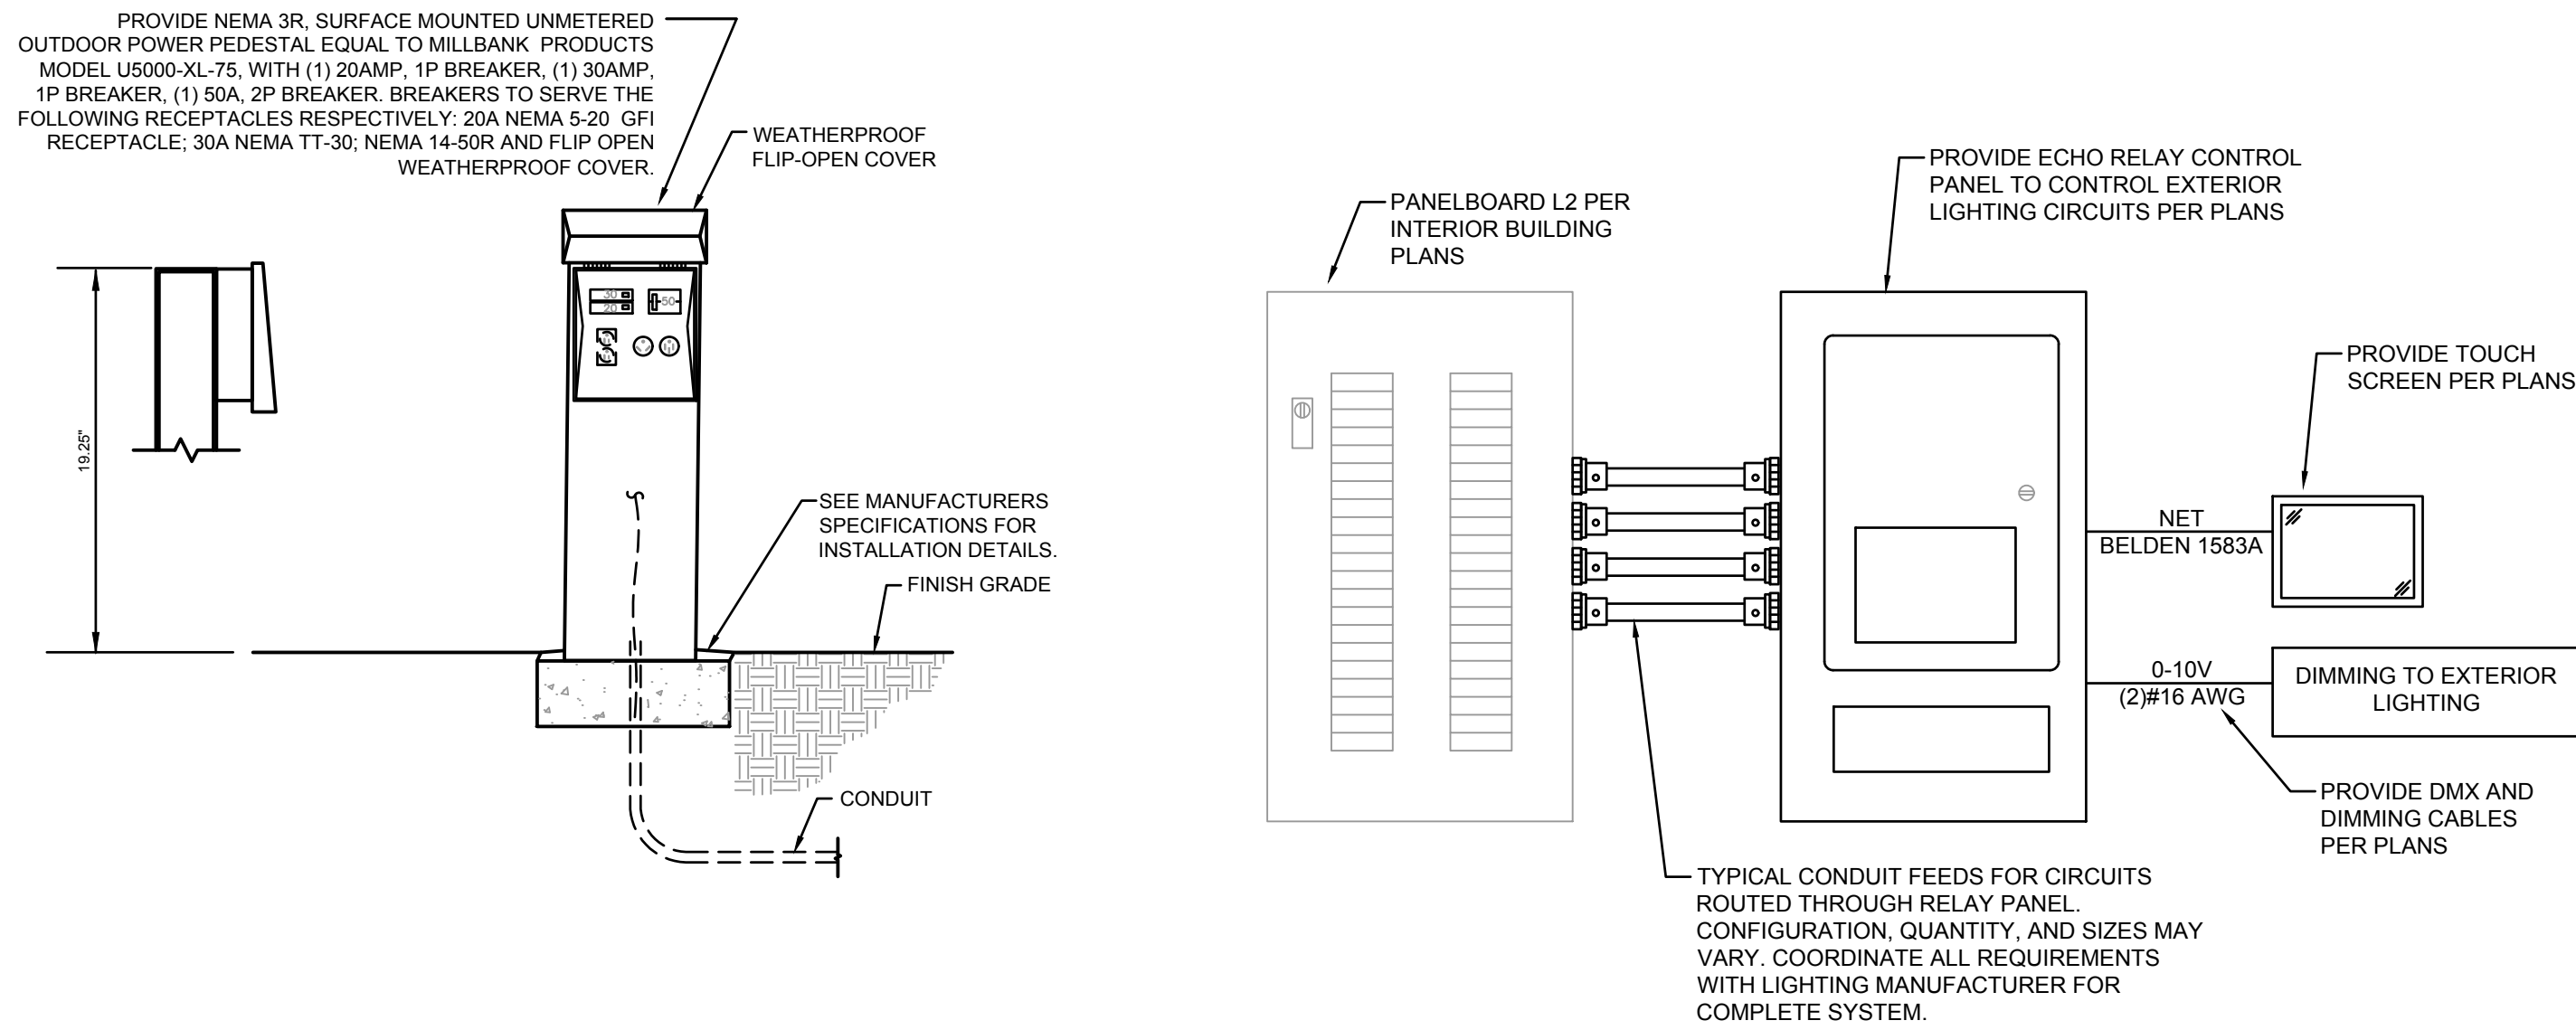 PROVIDE NEMA 3R, SURFACE MOUNTED UNMETERED
OUTDOOR POWER PEDESTAL EQUAL TO MILLBANK PRODUCTS
MODEL U5000-XL-75, WITH (1) 20AMP, 1P BREAKER, (1) 30AMP,
1P BREAKER, (1) 50A, 2P BREAKER. BREAKERS TO SERVE THE
FOLLOWING RECEPTACLES RESPECTIVELY: 20A NEMA 5-20 GFI
RECEPTACLE; 30A NEMA TT-30; NEMA 14-50R AND FLIP OPEN
WEATHERPROOF COVER.
WEATHERPROOF
FLIP-OPEN COVER
30
20
50
19.25"
SEE MANUFACTURERS
SPECIFICATIONS FOR
INSTALLATION DETAILS.
FINISH GRADE
CONDUIT
PANELBOARD L2 PER
INTERIOR BUILDING
PLANS
PROVIDE ECHO RELAY CONTROL
PANEL TO CONTROL EXTERIOR
LIGHTING CIRCUITS PER PLANS
PROVIDE TOUCH
SCREEN PER PLANS
NET
BELDEN 1583A
0-10V
(2)#16 AWG
DIMMING TO EXTERIOR
LIGHTING
PROVIDE DMX AND
DIMMING CABLES
PER PLANS
TYPICAL CONDUIT FEEDS FOR CIRCUITS
ROUTED THROUGH RELAY PANEL.
CONFIGURATION, QUANTITY, AND SIZES MAY
VARY. COORDINATE ALL REQUIREMENTS
WITH LIGHTING MANUFACTURER FOR
COMPLETE SYSTEM.